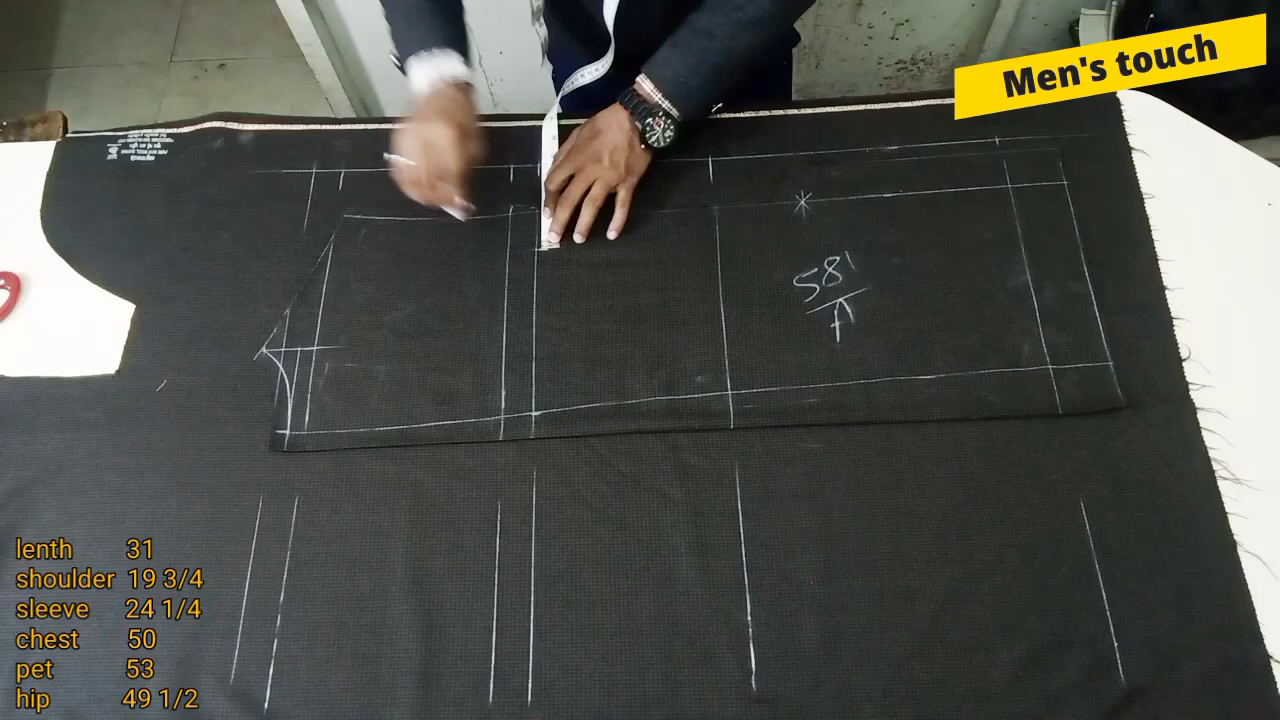 Men's touch
581
A
lenth 31
shoulder 19 3/4
sleeve 24 1/4
chest 50
pet 53
hip 49 1/2